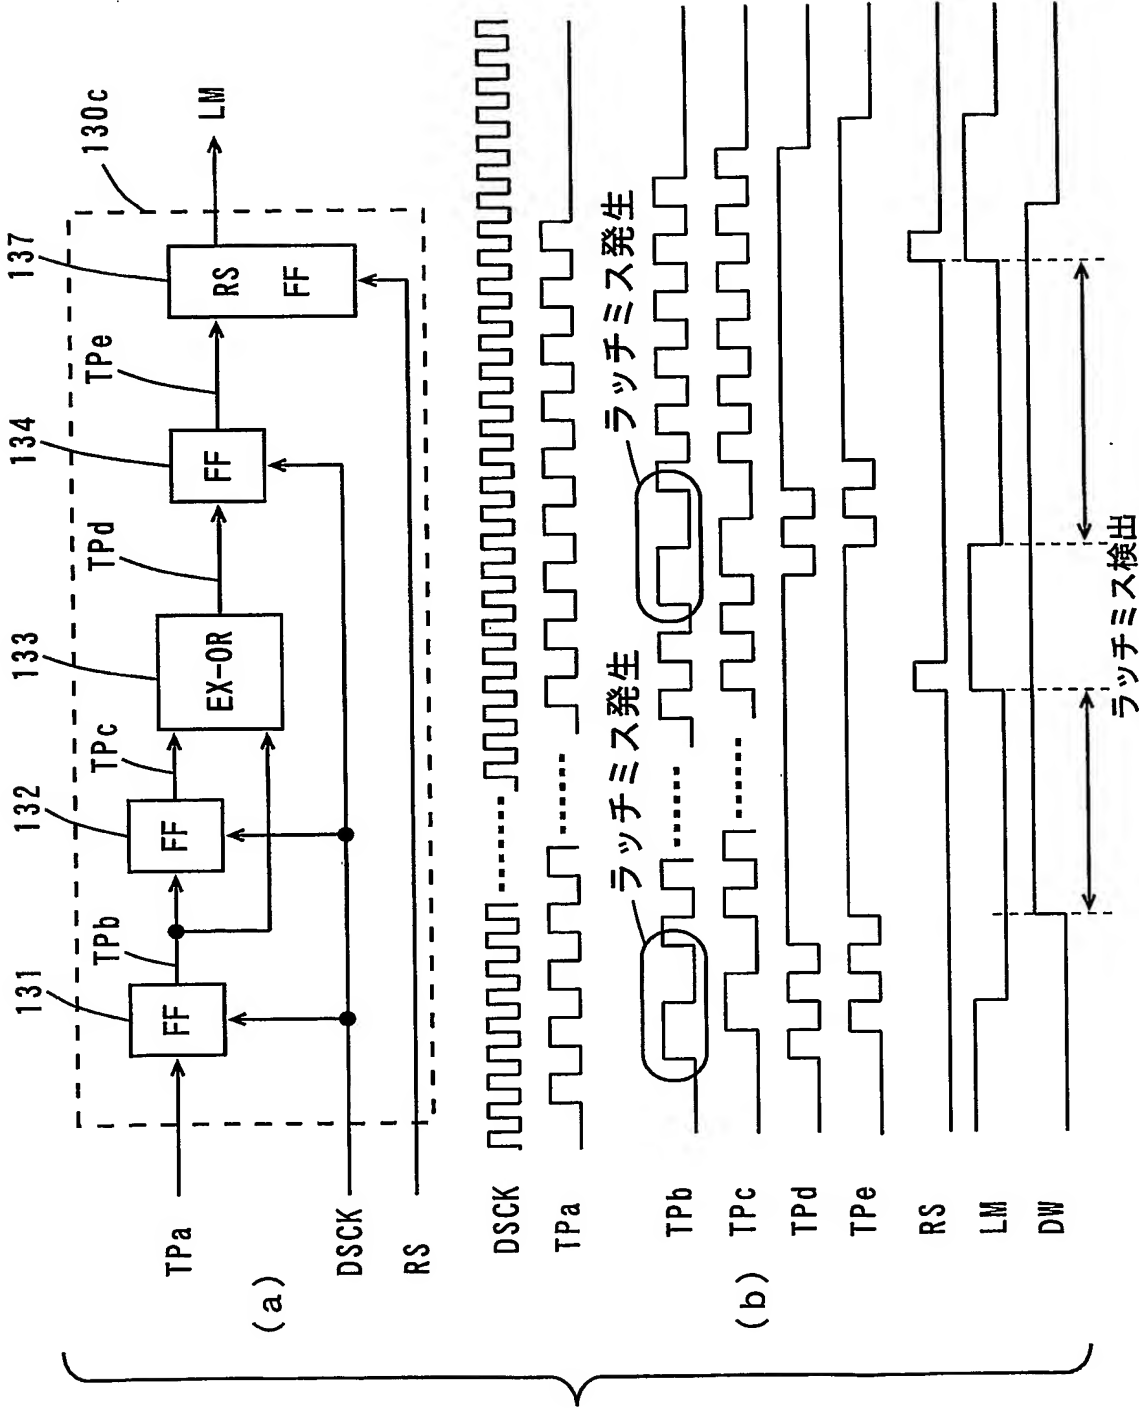 130c
131
132
133
134
137
FF
FF
EX-OR
FF
RS
FF
TPb
TPc
TPd
TPe
LM
TPa
DSCK
RS
(a)
DSCK
TPa
ラッチミス発生
ラッチミス発生
TPb
TPc
TPd
TPe
RS
LM
DW
(b)
ラッチミス検出